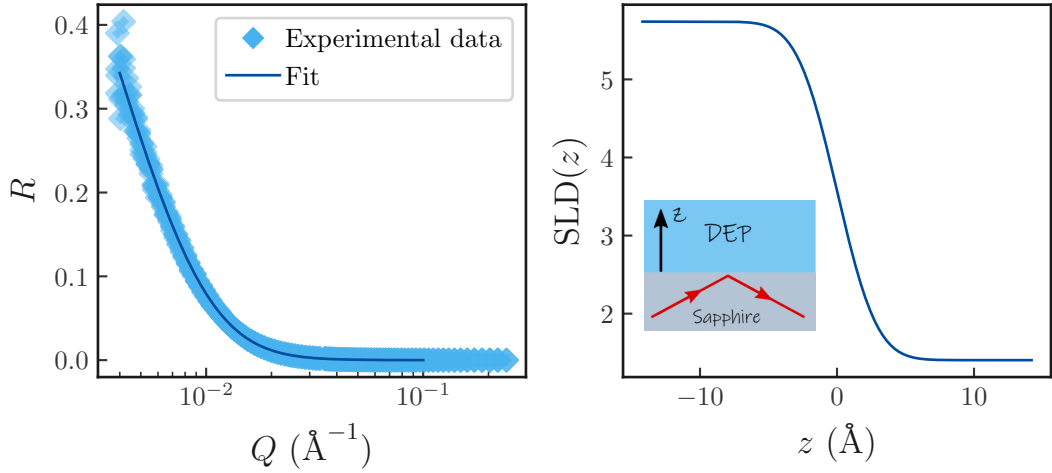 0.4
0.3
0.2
0.1
0.0
R
10⁻²
10⁻¹
Q (Å⁻¹)
Experimental data
Fit
5
4
3
2
SLD(z)
−10
0
10
z (Å)
z
DEP
Sapphire